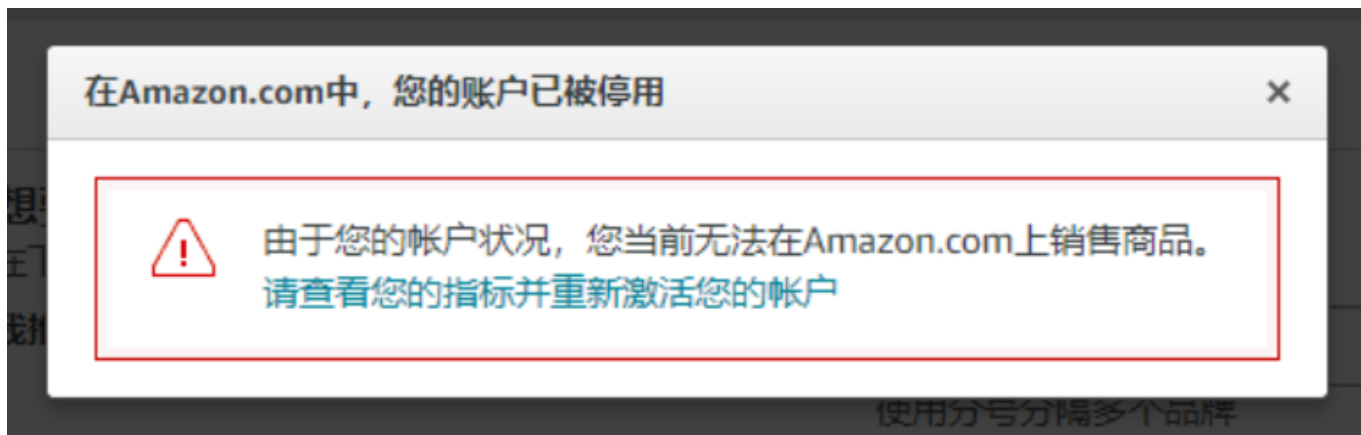 在Amazon.com中，您的账户已被停用
×
由于您的帐户状况，您当前无法在Amazon.com上销售商品。
请查看您的指标并重新激活您的帐户
使用分号分隔多个品牌